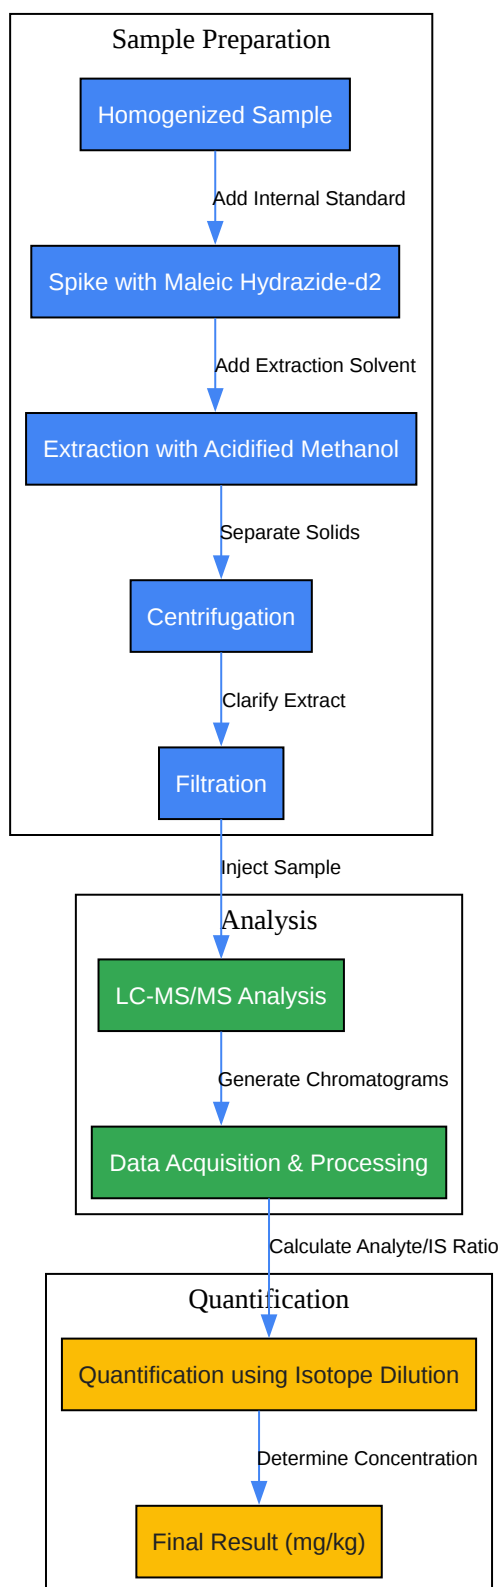 Sample Preparation
Homogenized Sample
Add Internal Standard
Spike with Maleic Hydrazide-d2
Add Extraction Solvent
Extraction with Acidified Methanol
Separate Solids
Centrifugation
Clarify Extract
Filtration
Inject Sample
Analysis
LC-MS/MS Analysis
Generate Chromatograms
Data Acquisition & Processing
Calculate Analyte/IS Ratio
Quantification
Quantification using Isotope Dilution
Determine Concentration
Final Result (mg/kg)